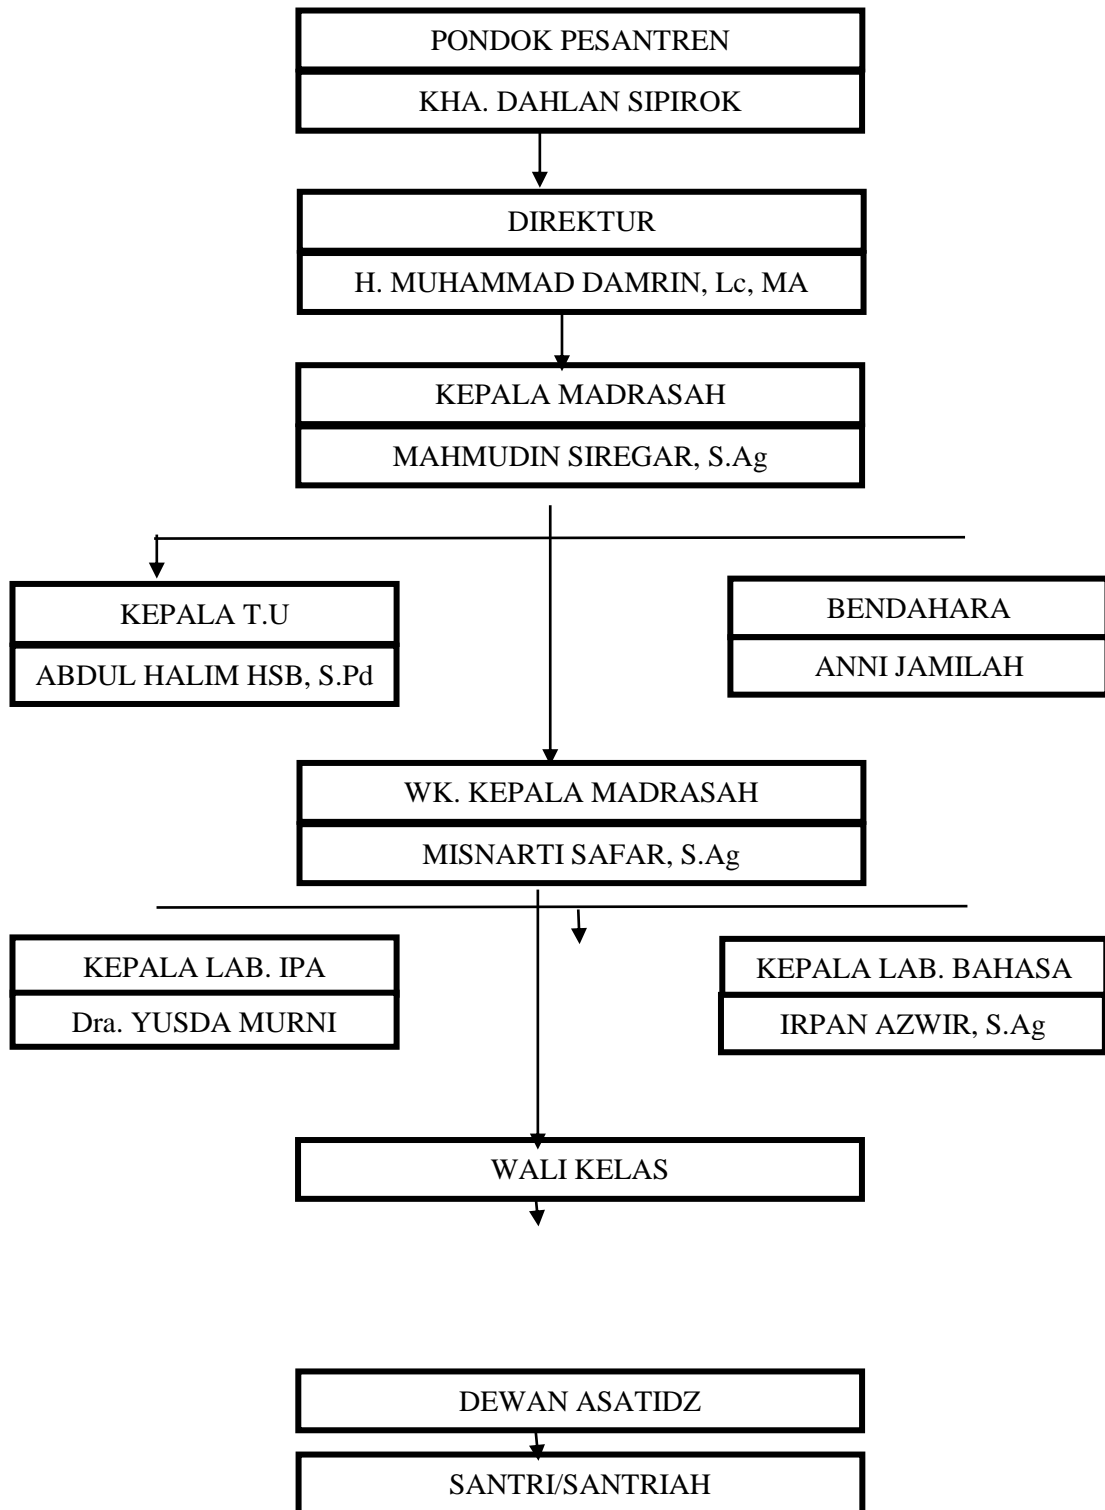 PONDOK PESANTREN
KHA. DAHLAN SIPIROK
DIREKTUR
H. MUHAMMAD DAMRIN, Lc, MA
KEPALA MADRASAH
MAHMUDIN SIREGAR, S.Ag
KEPALA T.U
ABDUL HALIM HSB, S.Pd
BENDAHARA
ANNI JAMILAH
WK. KEPALA MADRASAH
MISNARTI SAFAR, S.Ag
KEPALA LAB. IPA
Dra. YUSDA MURNI
KEPALA LAB. BAHASA
IRPAN AZWIR, S.Ag
WALI KELAS
DEWAN ASATIDZ
SANTRI/SANTRIAH